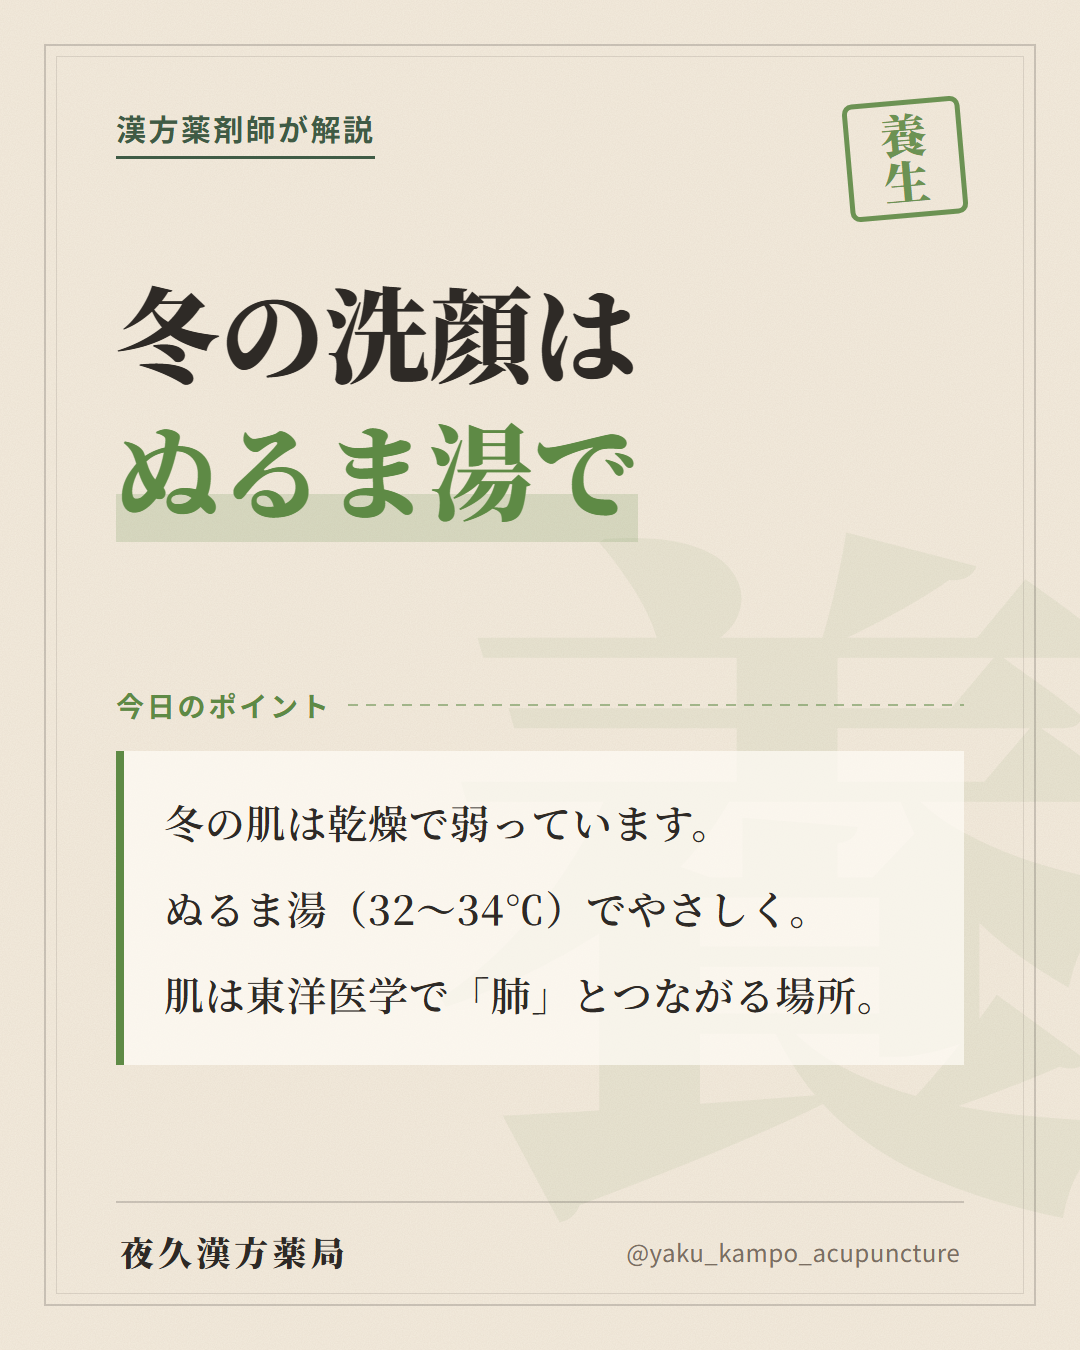 漢方薬剤師が解説
養生
冬の洗顔は
ぬるま湯で
今日のポイント
冬の肌は乾燥で弱っています。
ぬるま湯（32〜34℃）でやさしく。
肌は東洋医学で「肺」とつながる場所。
養
夜久漢方薬局
@yaku_kampo_acupuncture